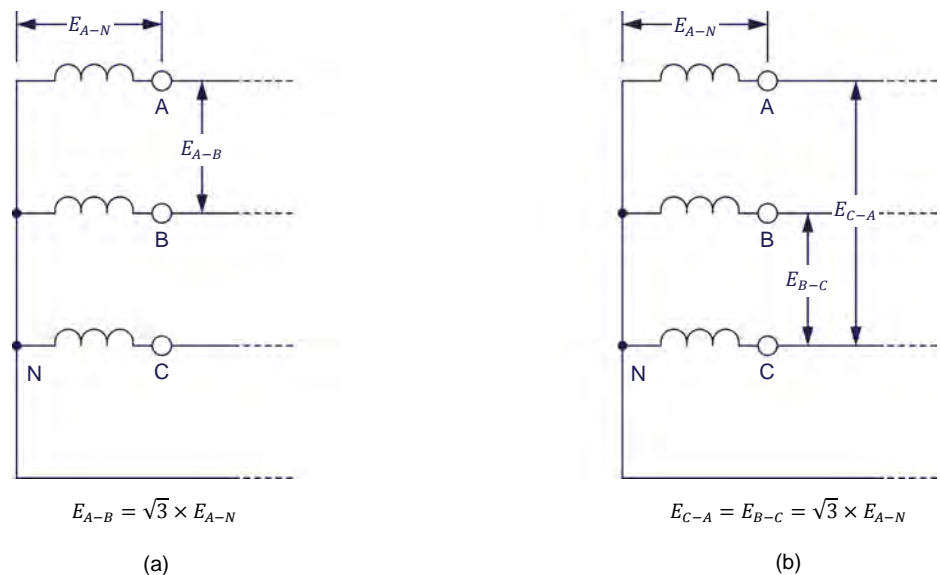 E_{A-N}
A
E_{A-B}
B
N
C
E_{A-B} = √3 × E_{A-N}
(a)
E_{A-N}
A
E_{C-A}
B
E_{B-C}
N
C
E_{C-A} = E_{B-C} = √3 × E_{A-N}
(b)